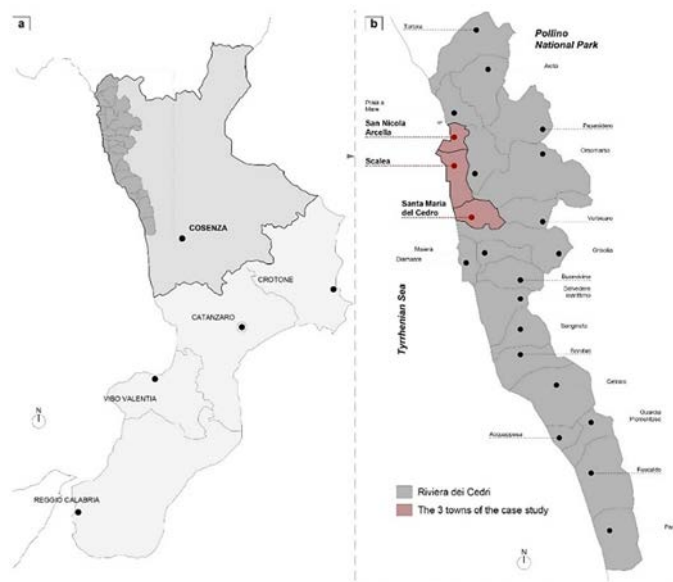 a
COSENZA
CROTONE
CATANZARO
VIBO VALENTIA
N
REGGIO CALABRIA
b
Pollino
National Park
Tortora
Aieta
Praia a
Mare
San Nicola
Arcella
Papasidero
Orsomarso
Scalea
Santa Maria
del Cedro
Verbicaro
Maierà
Grisolia
Diamante
Buonvicino
Belvedere
marittimo
Tyrrhenian Sea
Sangineto
Bonifati
Cetraro
Guardia
Piemontese
Acquappesa
Fuscaldo
Riviera dei Cedri
The 3 towns of the case study
N